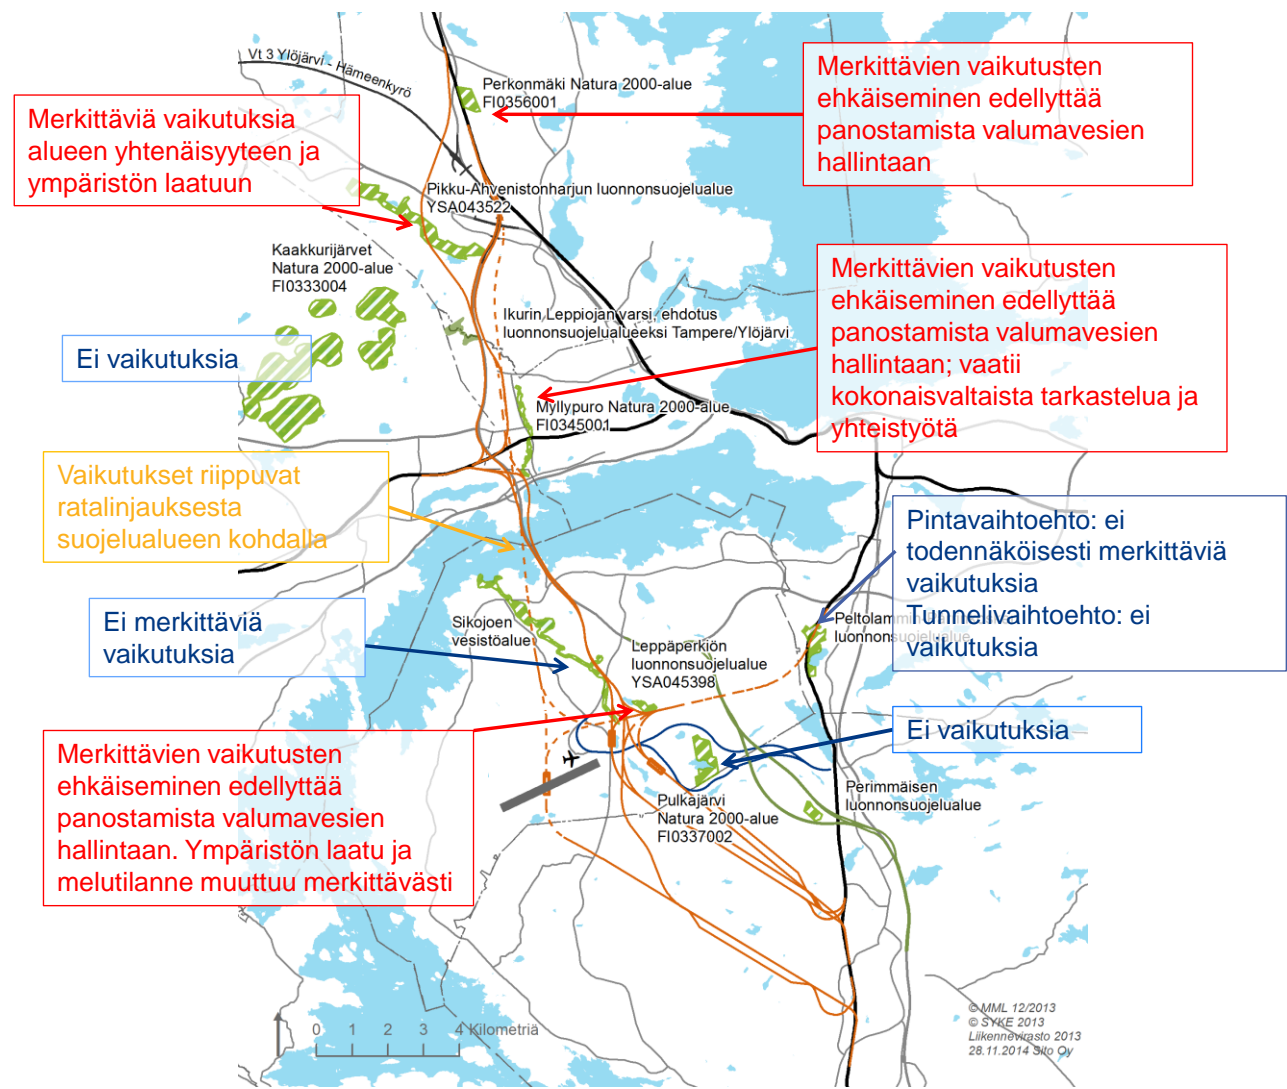 Vt 3 Ylöjärvi - Hämeenkyrö
Perkonmäki Natura 2000-alue
FI0356001
Merkittävien vaikutusten
ehkäiseminen edellyttää
panostamista valumavesien
hallintaan
Merkittäviä vaikutuksia
alueen yhtenäisyyteen ja
ympäristön laatuun
Pikku-Ahvenistonharjun luonnonsuojelualue
YSA043522
Kaakkurijärvet
Natura 2000-alue
FI0333004
Merkittävien vaikutusten
ehkäiseminen edellyttää
panostamista valumavesien
hallintaan; vaatii
kokonaisvaltaista tarkastelua ja
yhteistyötä
Ikurin Leppiojan varsi, ehdotus
luonnonsuojelualueeksi Tampere/Ylöjärvi
Ei vaikutuksia
Myllypuro Natura 2000-alue
FI0345001
Vaikutukset riippuvat
ratalinjauksesta
suojelualueen kohdalla
Pintavaihtoehto: ei
todennäköisesti merkittäviä
vaikutuksia
Tunnelivaihtoehto: ei
vaikutuksia
Ei merkittäviä
vaikutuksia
Sikojoen
vesistöalue
Peltolammin
luonnonsuojelualue
Leppäperkiön
luonnonsuojelualue
YSA045398
Ei vaikutuksia
Merkittävien vaikutusten
ehkäiseminen edellyttää
panostamista valumavesien
hallintaan. Ympäristön laatu ja
melutilanne muuttuu merkittävästi
Pulkajärvi
Natura 2000-alue
FI0337002
Perimmäisen
luonnonsuojelualue
0 1 2 3 4 Kilometriä
© MML 12/2013
© SYKE 2013
Liikennevirasto 2013
28.11.2014 Sito Oy